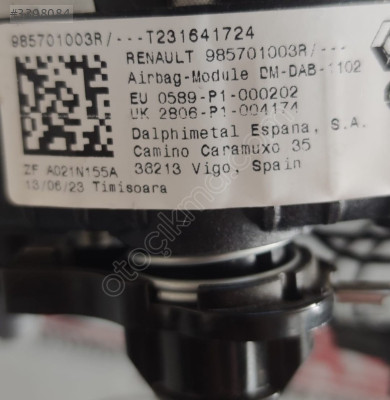 #3208084
985701003R/---T231641724
RENAULT 985701003R/---
Airbag-Module DM-DAB-1102
EU 0589-P1-000202
UK 2806-P1-004174
Dalphimetal Espana, S.A.
Camino Caramuxo 35
36213 Vigo, Spain
ZF A021N155A
13/06/23 Timisoara
otoçıkma.com